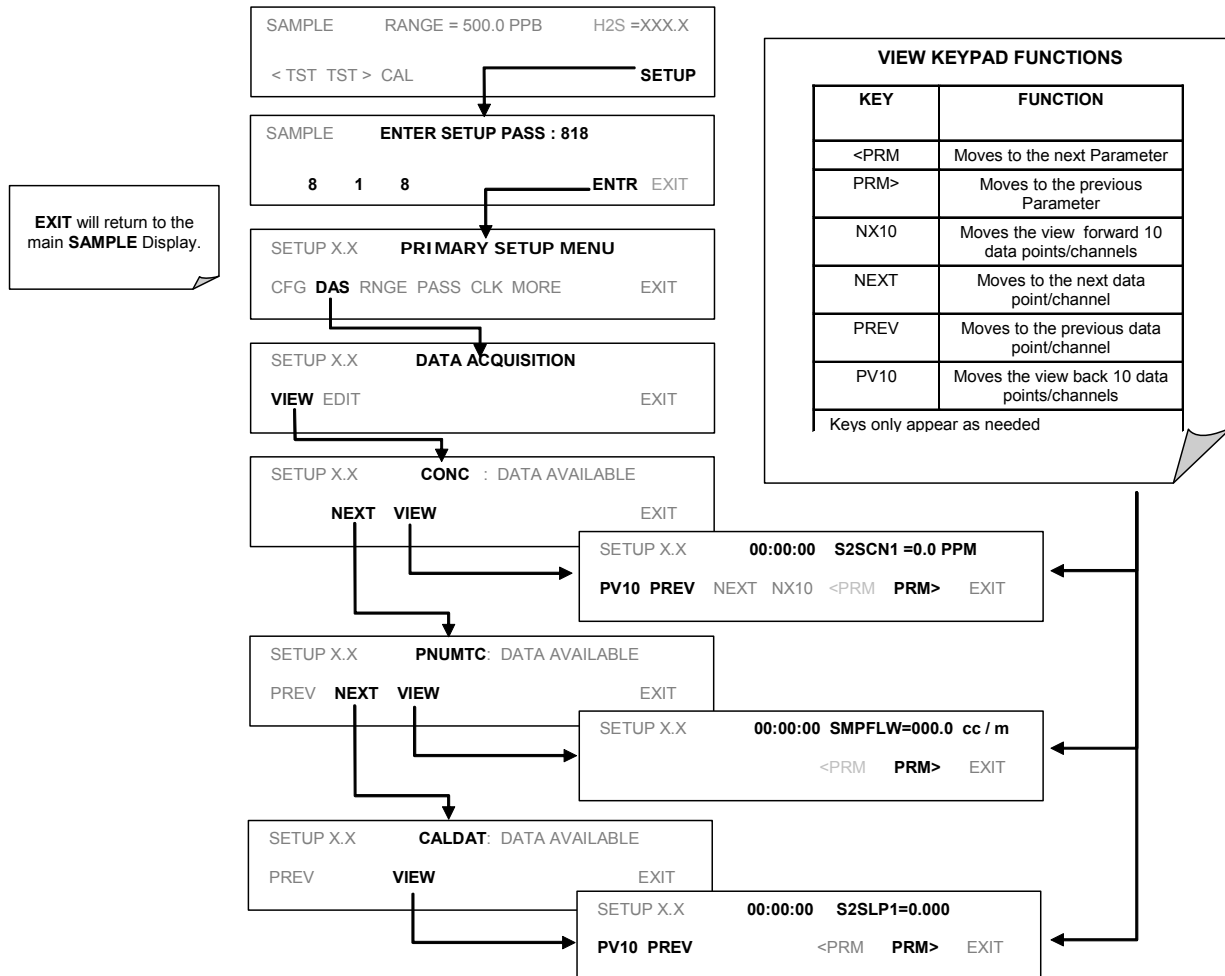 SAMPLE RANGE = 500.0 PPB H2S =XXX.X
< TST TST > CAL SETUP
SAMPLE ENTER SETUP PASS : 818
8 1 8 ENTR EXIT
EXIT will return to the
main SAMPLE Display.
SETUP X.X PRIMARY SETUP MENU
CFG DAS RNGE PASS CLK MORE EXIT
SETUP X.X DATA ACQUISITION
VIEW EDIT EXIT
SETUP X.X CONC : DATA AVAILABLE
NEXT VIEW EXIT
SETUP X.X 00:00:00 S2SCN1 =0.0 PPM
PV10 PREV NEXT NX10 <PRM PRM> EXIT
SETUP X.X PNUMTC: DATA AVAILABLE
PREV NEXT VIEW EXIT
SETUP X.X 00:00:00 SMPFLW=000.0 cc / m
<PRM PRM> EXIT
SETUP X.X CALDAT: DATA AVAILABLE
PREV VIEW EXIT
SETUP X.X 00:00:00 S2SLP1=0.000
PV10 PREV <PRM PRM> EXIT
VIEW KEYPAD FUNCTIONS
KEY FUNCTION
<PRM Moves to the next Parameter
PRM> Moves to the previous
Parameter
NX10 Moves the view forward 10
data points/channels
NEXT Moves to the next data
point/channel
PREV Moves to the previous data
point/channel
PV10 Moves the view back 10 data
points/channels
Keys only appear as needed